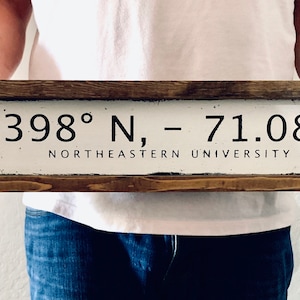 398° N, - 71.08
NORTHEASTERN UNIVERSITY